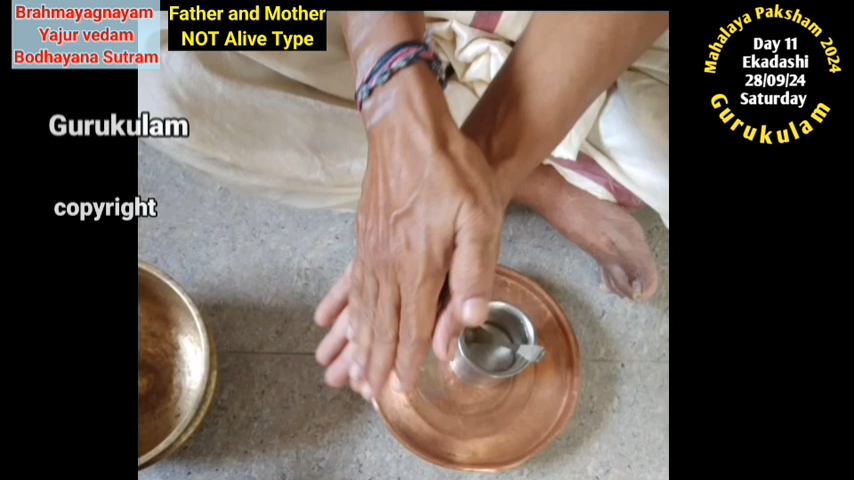 Brahmayagnayam
Yajur vedam
Bodhayana Sutram
Father and Mother
NOT Alive Type
Mahalaya Paksham 2024
Day 11
Ekadashi
28/09/24
Saturday
Gurukulam
Gurukulam
copyright